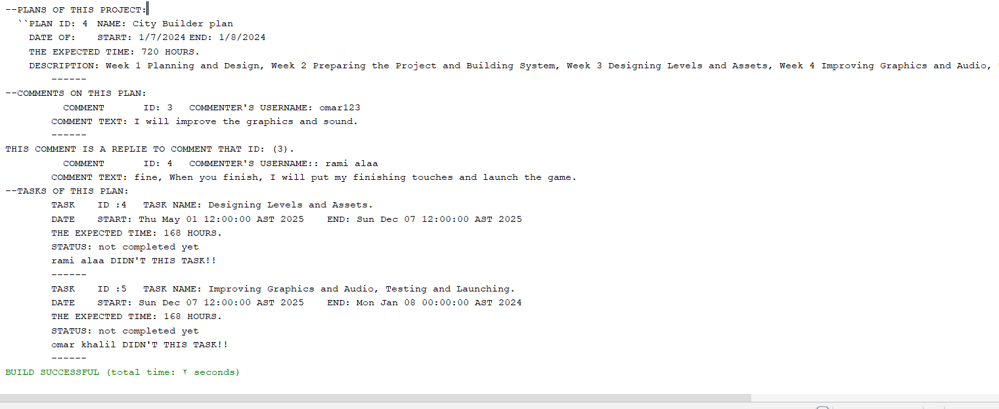 --PLANS OF THIS PROJECT:
``PLAN ID: 4 NAME: City Builder plan
DATE OF: START: 1/7/2024 END: 1/8/2024
THE EXPECTED TIME: 720 HOURS.
DESCRIPTION: Week 1 Planning and Design, Week 2 Preparing the Project and Building System, Week 3 Designing Levels and Assets, Week 4 Improving Graphics and Audio,
------
--COMMENTS ON THIS PLAN:
COMMENT ID: 3 COMMENTER'S USERNAME: omar123
COMMENT TEXT: I will improve the graphics and sound.
------
THIS COMMENT IS A REPLIE TO COMMENT THAT ID: (3).
COMMENT ID: 4 COMMENTER'S USERNAME:: rami alaa
COMMENT TEXT: fine, When you finish, I will put my finishing touches and launch the game.
--TASKS OF THIS PLAN:
TASK ID :4 TASK NAME: Designing Levels and Assets.
DATE START: Thu May 01 12:00:00 AST 2025 END: Sun Dec 07 12:00:00 AST 2025
THE EXPECTED TIME: 168 HOURS.
STATUS: not completed yet
rami alaa DIDN'T THIS TASK!!
------
TASK ID :5 TASK NAME: Improving Graphics and Audio, Testing and Launching.
DATE START: Sun Dec 07 12:00:00 AST 2025 END: Mon Jan 08 00:00:00 AST 2024
THE EXPECTED TIME: 168 HOURS.
STATUS: not completed yet
omar khalil DIDN'T THIS TASK!!
------
BUILD SUCCESSFUL (total time: ٢ seconds)